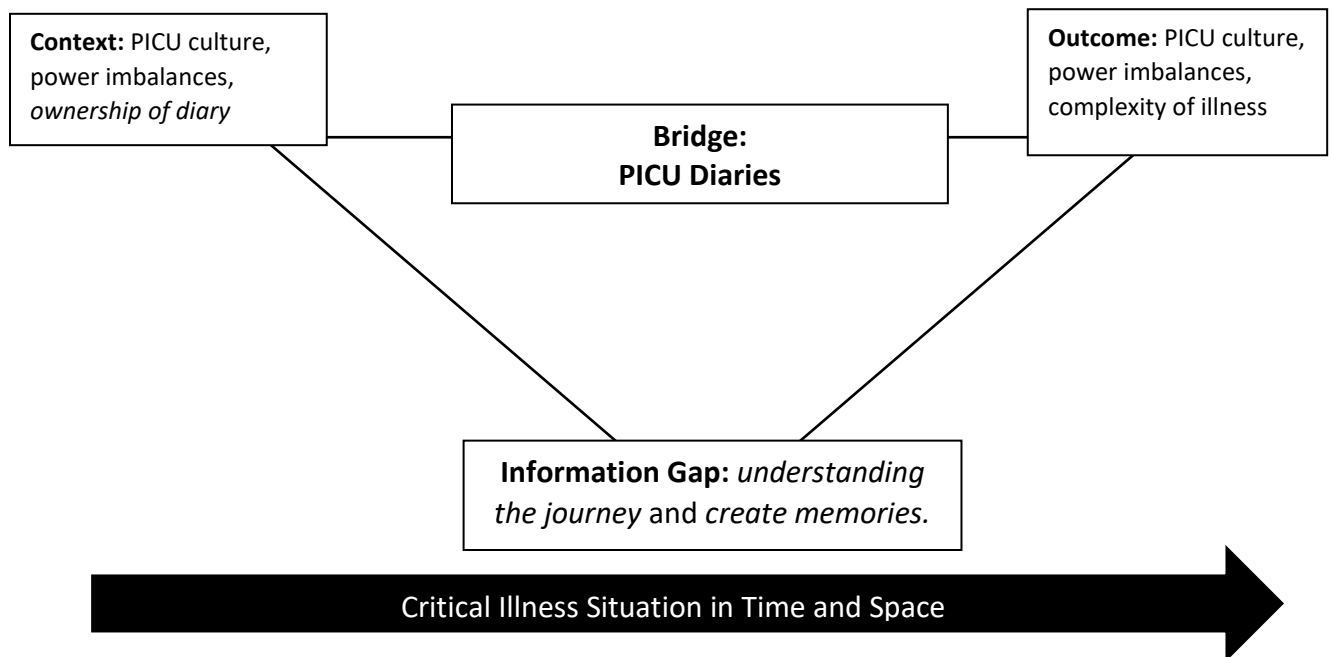 Context: PICU culture,
power imbalances,
ownership of diary
Outcome: PICU culture,
power imbalances,
complexity of illness
Bridge:
PICU Diaries
Information Gap: understanding
the journey and create memories.
Critical Illness Situation in Time and Space